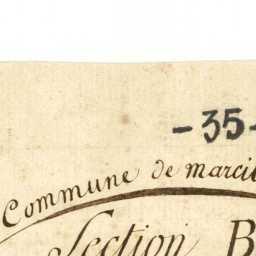 -35-
Commune de marcil
Section B